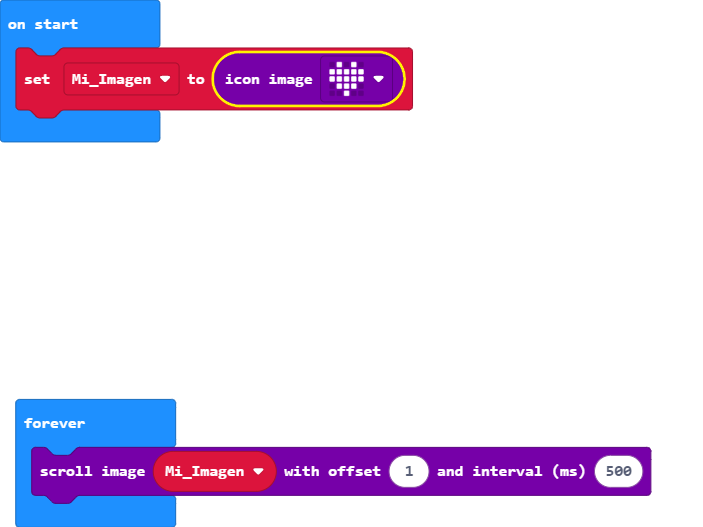 on start
set Mi_Imagen to icon image
forever
scroll image Mi_Imagen with offset 1 and interval (ms) 500